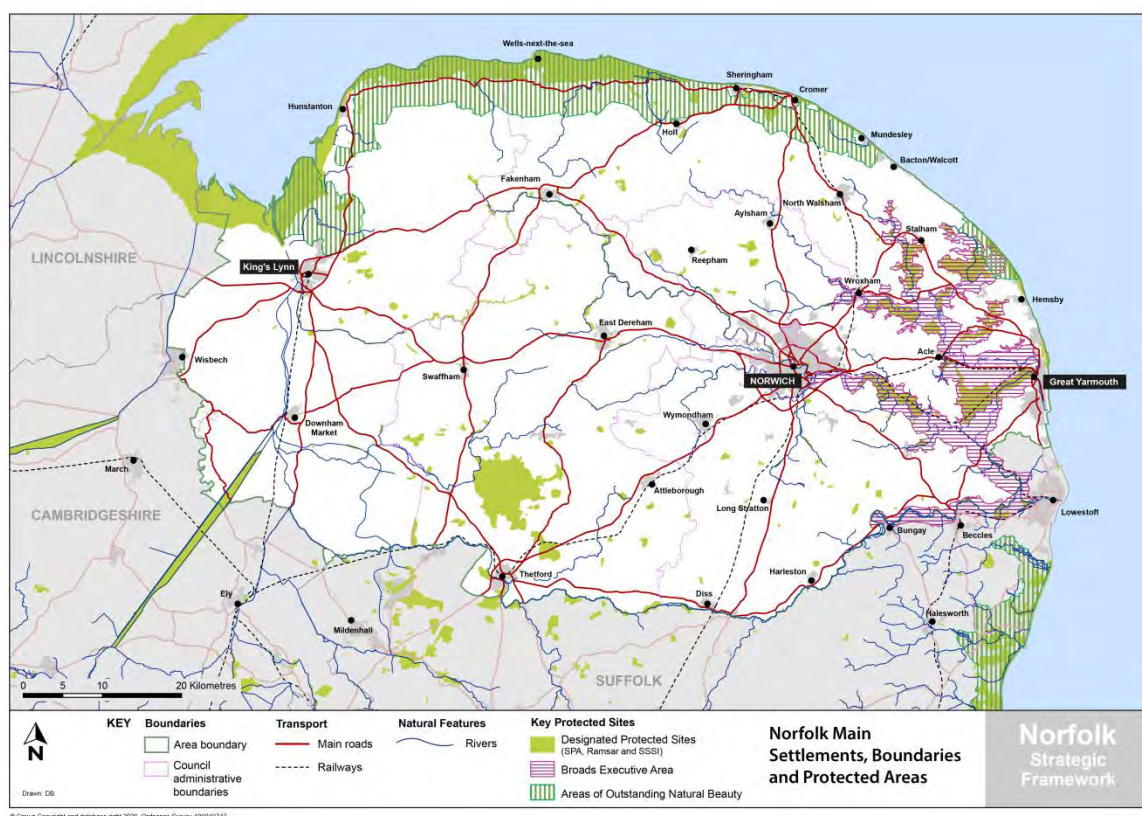 Wells-next-the-sea
Sheringham
Cromer
Hunstanton
Holt
Mundesley
Bacton/Walcott
Fakenham
North Walsham
Aylsham
Stalham
Reepham
LINCOLNSHIRE
King's Lynn
Wroxham
Hemsby
East Dereham
Wisbech
Acle
Swaffham
NORWICH
Great Yarmouth
Downham
Market
Wymondham
March
Attleborough
Long Stratton
Lowestoft
CAMBRIDGESHIRE
Bungay
Beccles
Thetford
Harleston
Ely
Diss
Mildenhall
Halesworth
SUFFOLK
0 5 10 20 Kilometres
N
Drawn: DB
KEY
Boundaries
Area boundary
Council
administrative
boundaries
Transport
Main roads
Railways
Natural Features
Rivers
Key Protected Sites
Designated Protected Sites
(SPA, Ramsar and SSSI)
Broads Executive Area
Areas of Outstanding Natural Beauty
Norfolk Main
Settlements, Boundaries
and Protected Areas
Norfolk
Strategic
Framework